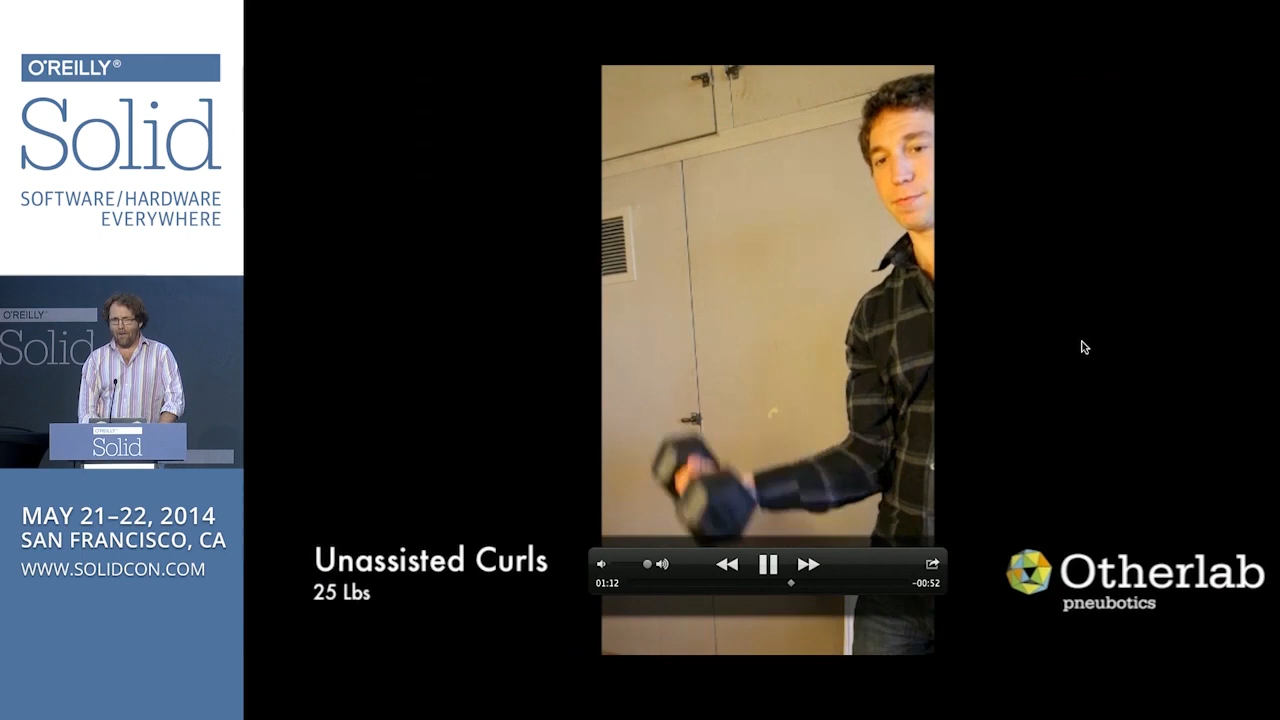 O'REILLY®
Solid
SOFTWARE/HARDWARE
EVERYWHERE
O'REILLY
Solid
O'REILLY
Solid
MAY 21–22, 2014
SAN FRANCISCO, CA
WWW.SOLIDCON.COM
Unassisted Curls
25 Lbs
01:12
-00:52
Otherlab
pneubotics